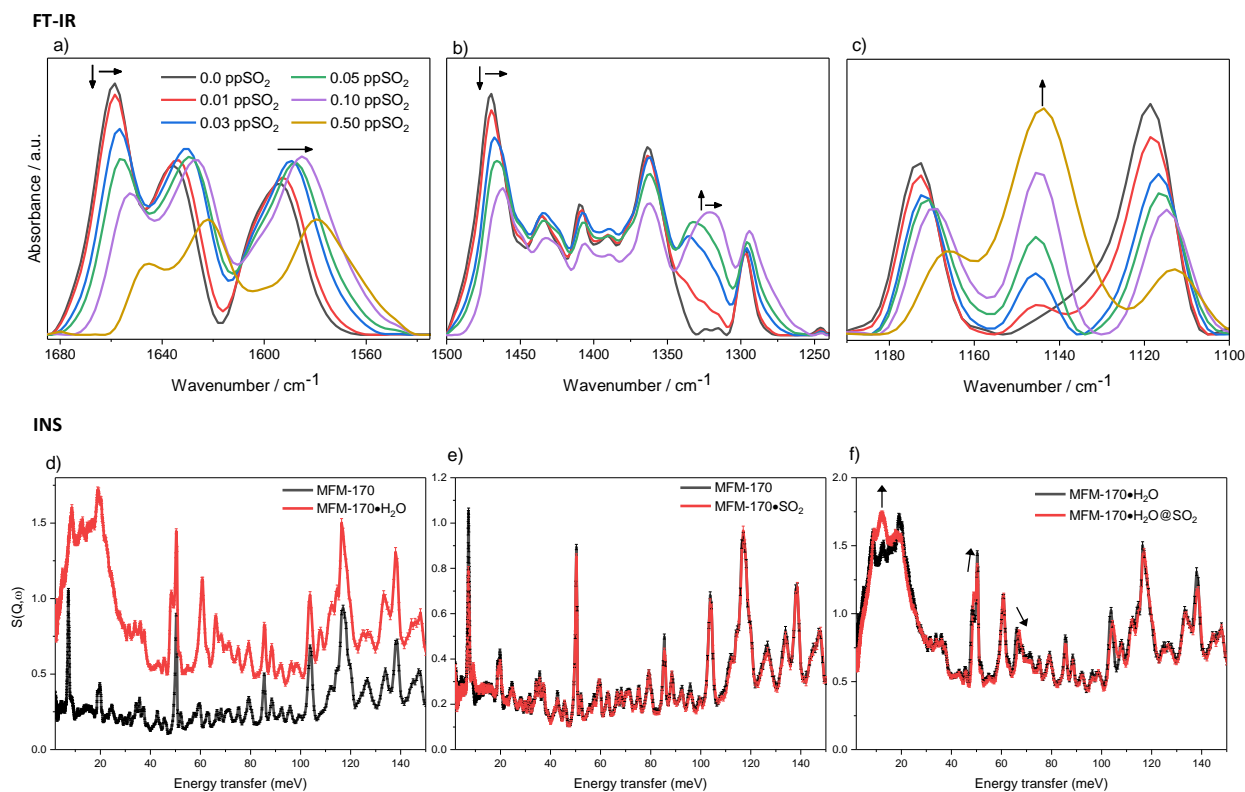 FT-IR
a)
b)
c)
0.0 ppSO₂
0.01 ppSO₂
0.03 ppSO₂
0.05 ppSO₂
0.10 ppSO₂
0.50 ppSO₂
Absorbance / a.u.
1680 1640 1600 1560
1500 1450 1400 1350 1300 1250
1180 1160 1140 1120 1100
Wavenumber / cm⁻¹
Wavenumber / cm⁻¹
Wavenumber / cm⁻¹
INS
d)
e)
f)
MFM-170
MFM-170•H₂O
MFM-170
MFM-170•SO₂
MFM-170•H₂O
MFM-170•H₂O@SO₂
S(Q,ω)
1.5
1.0
0.5
0.0
1.2
1.0
0.8
0.6
0.4
0.2
0.0
2.0
1.5
1.0
0.5
0.0
20 40 60 80 100 120 140
20 40 60 80 100 120 140
20 40 60 80 100 120 140
Energy transfer (meV)
Energy transfer (meV)
Energy transfer (meV)